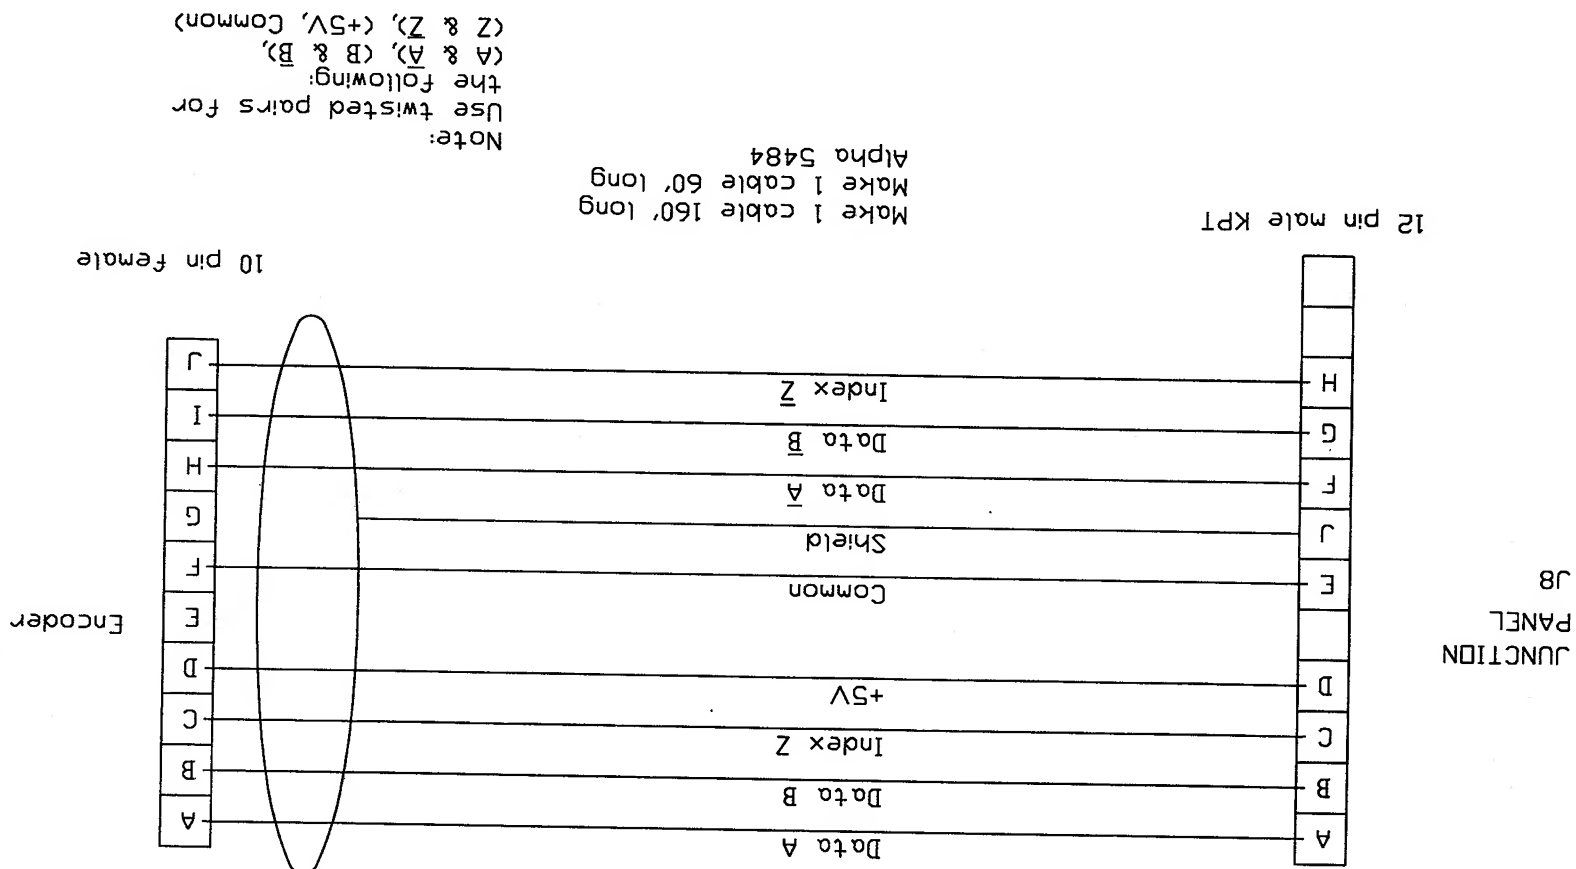 A Data A A
B Data B B
C Index Z C
D +5V D
JUNCTION
PANEL
J8
E
Encoder
E Common F
J Shield G
F Data A̅ H
G Data B̅ I
H Index Z̅ J
12 pin male KPT
10 pin female
Make 1 cable 160' long
Make 1 cable 60' long
Alpha 5484
Note:
Use twisted pairs for
the following:
(A & A̅), (B & B̅),
(Z & Z̅), (+5V, Common)